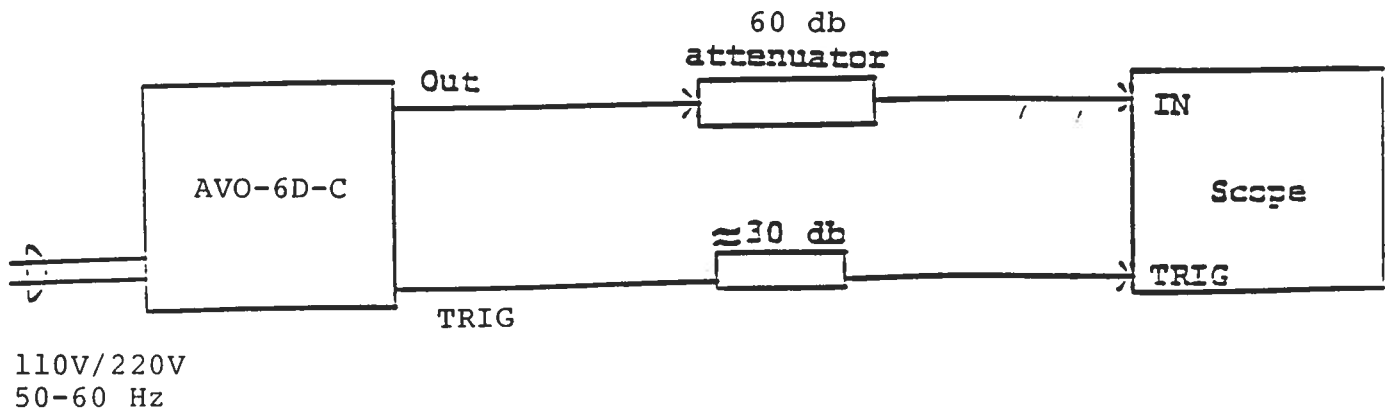 60 db
attenuator
Out
IN
AVO-6D-C
Scope
≈30 db
TRIG
TRIG
110V/220V
50-60 Hz